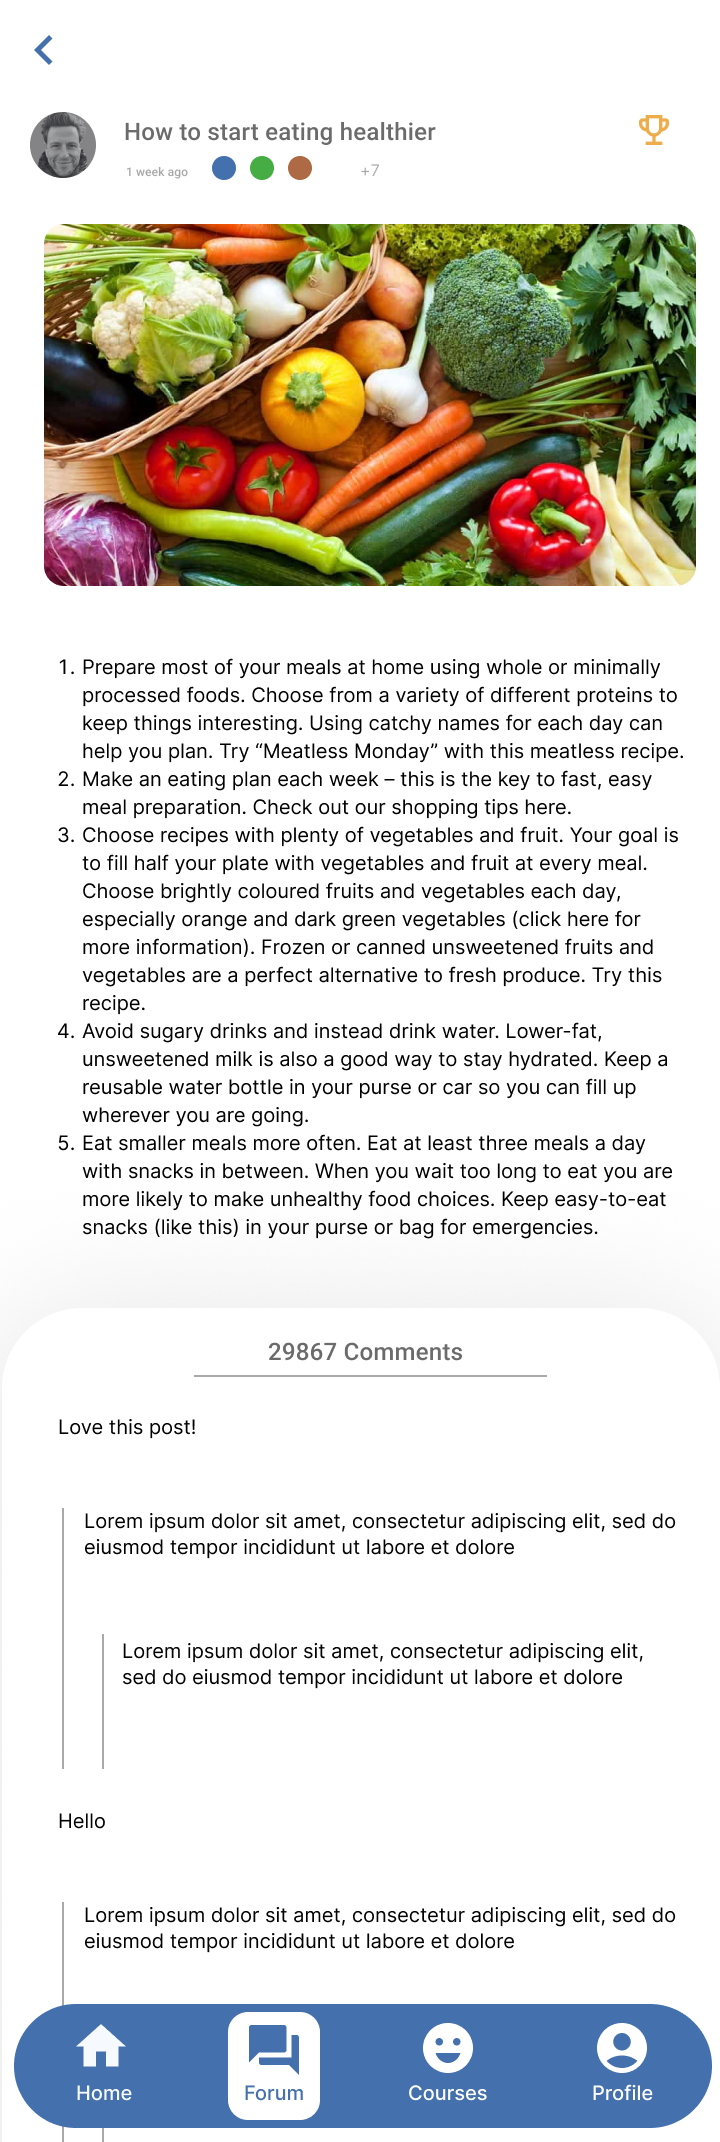 How to start eating healthier
1 week ago
+7
1. Prepare most of your meals at home using whole or minimally
processed foods. Choose from a variety of different proteins to
keep things interesting. Using catchy names for each day can
help you plan. Try “Meatless Monday” with this meatless recipe.
2. Make an eating plan each week – this is the key to fast, easy
meal preparation. Check out our shopping tips here.
3. Choose recipes with plenty of vegetables and fruit. Your goal is
to fill half your plate with vegetables and fruit at every meal.
Choose brightly coloured fruits and vegetables each day,
especially orange and dark green vegetables (click here for
more information). Frozen or canned unsweetened fruits and
vegetables are a perfect alternative to fresh produce. Try this
recipe.
4. Avoid sugary drinks and instead drink water. Lower-fat,
unsweetened milk is also a good way to stay hydrated. Keep a
reusable water bottle in your purse or car so you can fill up
wherever you are going.
5. Eat smaller meals more often. Eat at least three meals a day
with snacks in between. When you wait too long to eat you are
more likely to make unhealthy food choices. Keep easy-to-eat
snacks (like this) in your purse or bag for emergencies.
29867 Comments
Love this post!
Lorem ipsum dolor sit amet, consectetur adipiscing elit, sed do
eiusmod tempor incididunt ut labore et dolore
Lorem ipsum dolor sit amet, consectetur adipiscing elit,
sed do eiusmod tempor incididunt ut labore et dolore
Hello
Lorem ipsum dolor sit amet, consectetur adipiscing elit, sed do
eiusmod tempor incididunt ut labore et dolore
Home
Forum
Courses
Profile